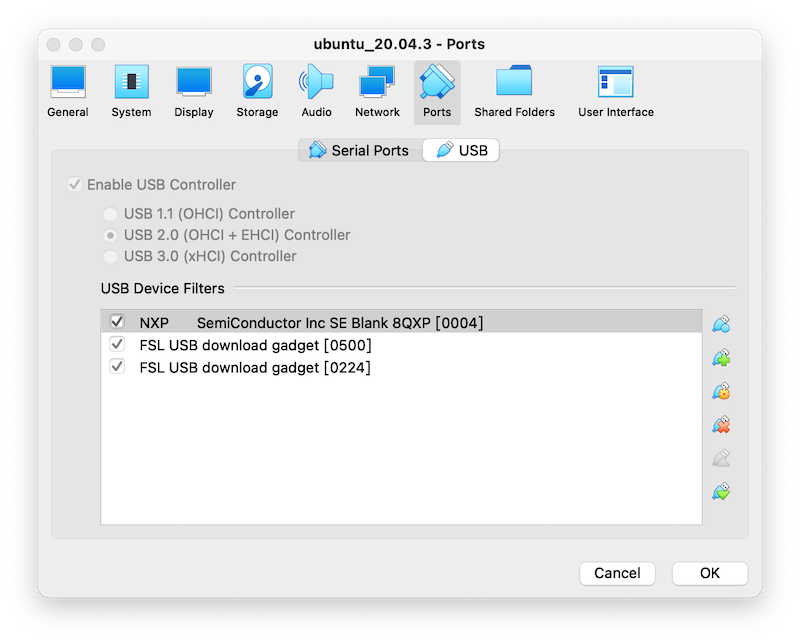 ubuntu_20.04.3 - Ports
General System Display Storage Audio Network Ports Shared Folders User Interface
Serial Ports USB
Enable USB Controller
USB 1.1 (OHCI) Controller
USB 2.0 (OHCI + EHCI) Controller
USB 3.0 (xHCI) Controller
USB Device Filters
NXP SemiConductor Inc SE Blank 8QXP [0004]
FSL USB download gadget [0500]
FSL USB download gadget [0224]
Cancel OK